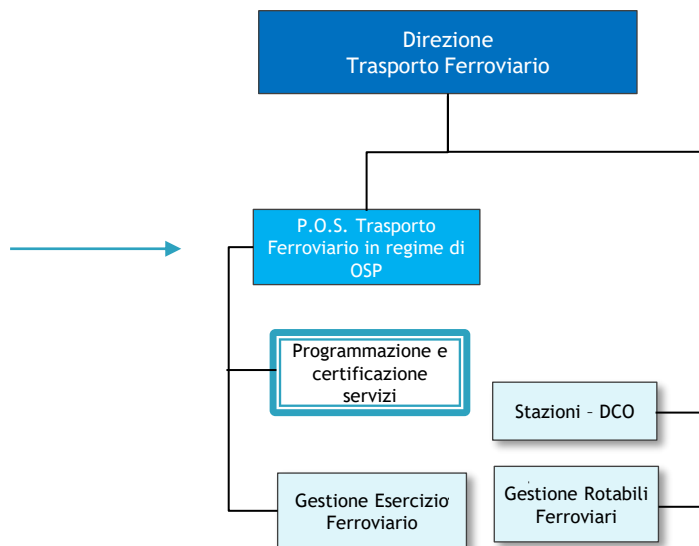 Direzione
Trasporto Ferroviario
P.O.S. Trasporto
Ferroviario in regime di
OSP
Programmazione e
certificazione
servizi
Stazioni – DCO
Gestione Esercizio
Ferroviario
Gestione Rotabili
Ferroviari